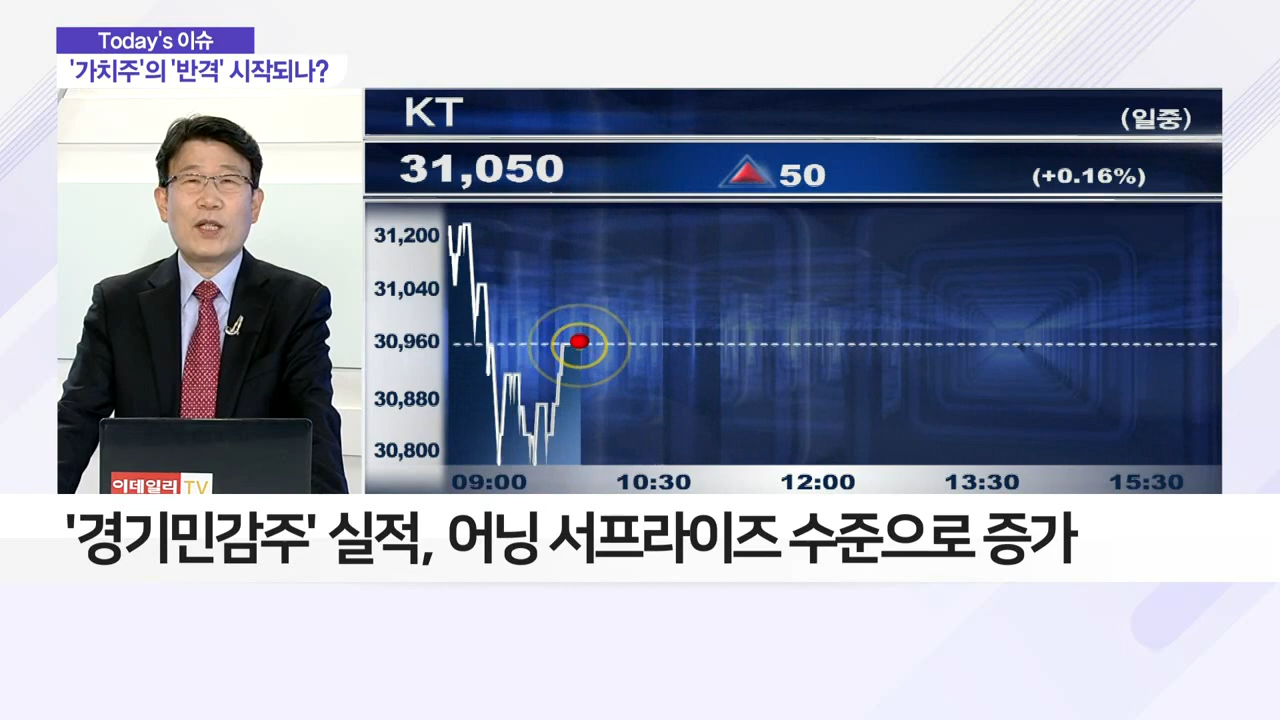 Today's 이슈
'가치주'의 '반격' 시작되나?
KT
(일중)
31,050
50
(+0.16%)
31,200
31,040
30,960
30,880
30,800
09:00 10:30 12:00 13:30 15:30
이데일리TV
'경기민감주' 실적, 어닝 서프라이즈 수준으로 증가